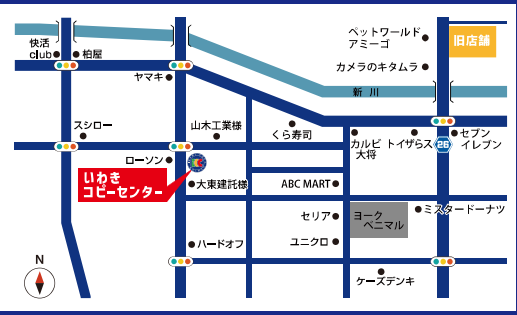 ペットワールド
アミーゴ
旧店舗
快活
club
柏屋
カメラのキタムラ
ヤマキ
新川
スシロー
山木工業様
くら寿司
カルビ
大将
トイザらス
26
セブン
イレブン
ローソン
いわき
コピーセンター
大東建託様
ABC MART
セリア
ヨーク
ベニマル
ミスタードーナツ
ハードオフ
ユニクロ
N
ケーズデンキ